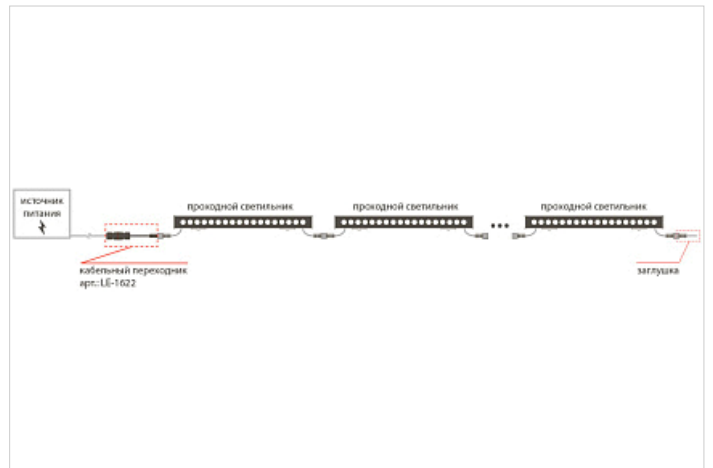 источник
питания
проходной светильник
проходной светильник
проходной светильник
кабельный переходник
арт.: LE-1622
заглушка